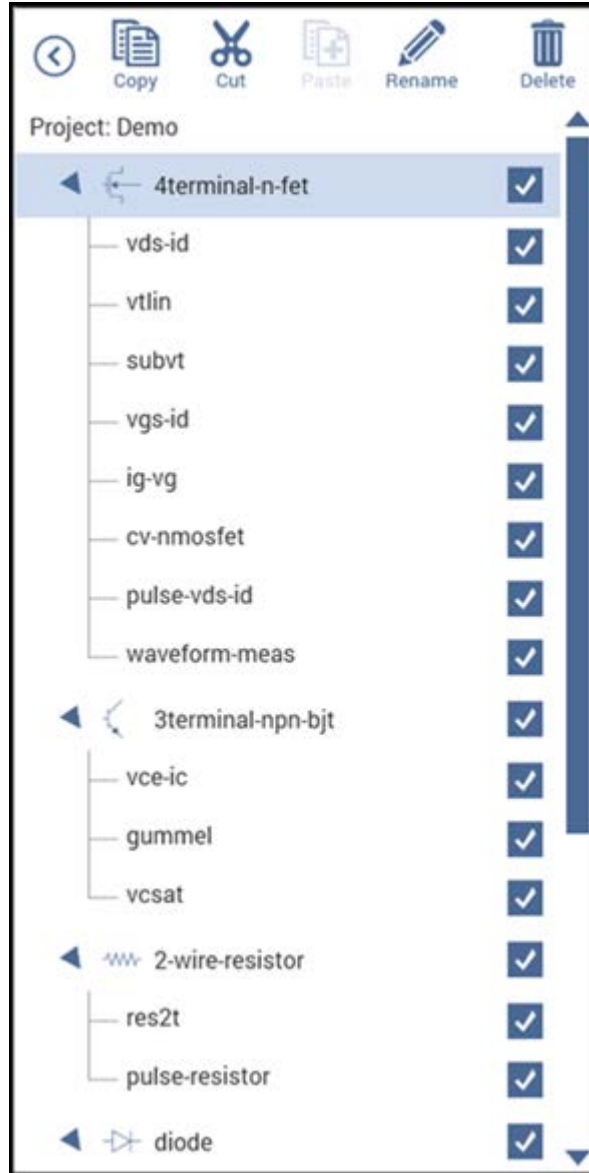 Copy Cut Paste Rename Delete
Project: Demo
4terminal-n-fet
vds-id
vtlin
subvt
vgs-id
ig-vg
cv-nmosfet
pulse-vds-id
waveform-meas
3terminal-npn-bjt
vce-ic
gummel
vcsat
2-wire-resistor
res2t
pulse-resistor
diode